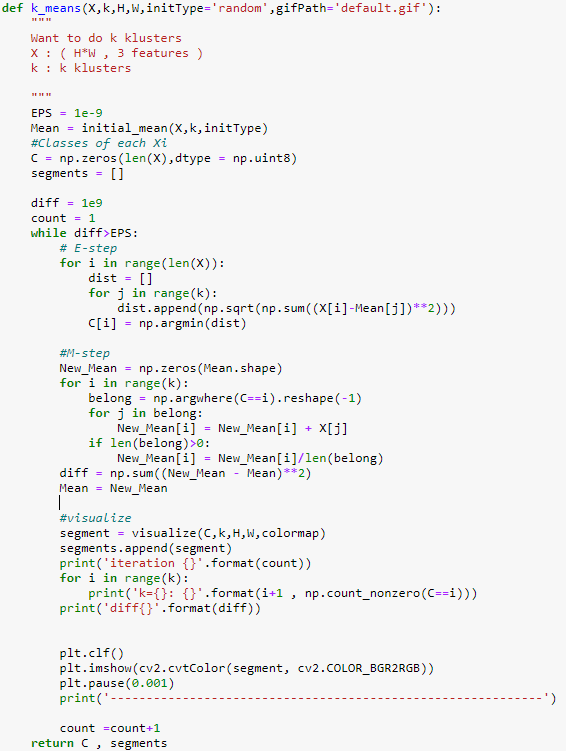 def k_means(X,k,H,W,initType='random',gifPath='default.gif'):
    """
    Want to do k klusters
    X : ( H*W , 3 features )
    k : k klusters

    """
    EPS = 1e-9
    Mean = initial_mean(X,k,initType)
    #Classes of each Xi
    C = np.zeros(len(X),dtype = np.uint8)
    segments = []

    diff = 1e9
    count = 1
    while diff>EPS:
        # E-step
        for i in range(len(X)):
            dist = []
            for j in range(k):
                dist.append(np.sqrt(np.sum((X[i]-Mean[j])**2)))
            C[i] = np.argmin(dist)

        #M-step
        New_Mean = np.zeros(Mean.shape)
        for i in range(k):
            belong = np.argwhere(C==i).reshape(-1)
            for j in belong:
                New_Mean[i] = New_Mean[i] + X[j]
            if len(belong)>0:
                New_Mean[i] = New_Mean[i]/len(belong)
        diff = np.sum((New_Mean - Mean)**2)
        Mean = New_Mean

        #visualize
        segment = visualize(C,k,H,W,colormap)
        segments.append(segment)
        print('iteration {}'.format(count))
        for i in range(k):
            print('k={}: {}'.format(i+1 , np.count_nonzero(C==i)))
        print('diff{}'.format(diff))


        plt.clf()
        plt.imshow(cv2.cvtColor(segment, cv2.COLOR_BGR2RGB))
        plt.pause(0.001)
        print('------------------------------------------------------------')

        count =count+1
    return C , segments